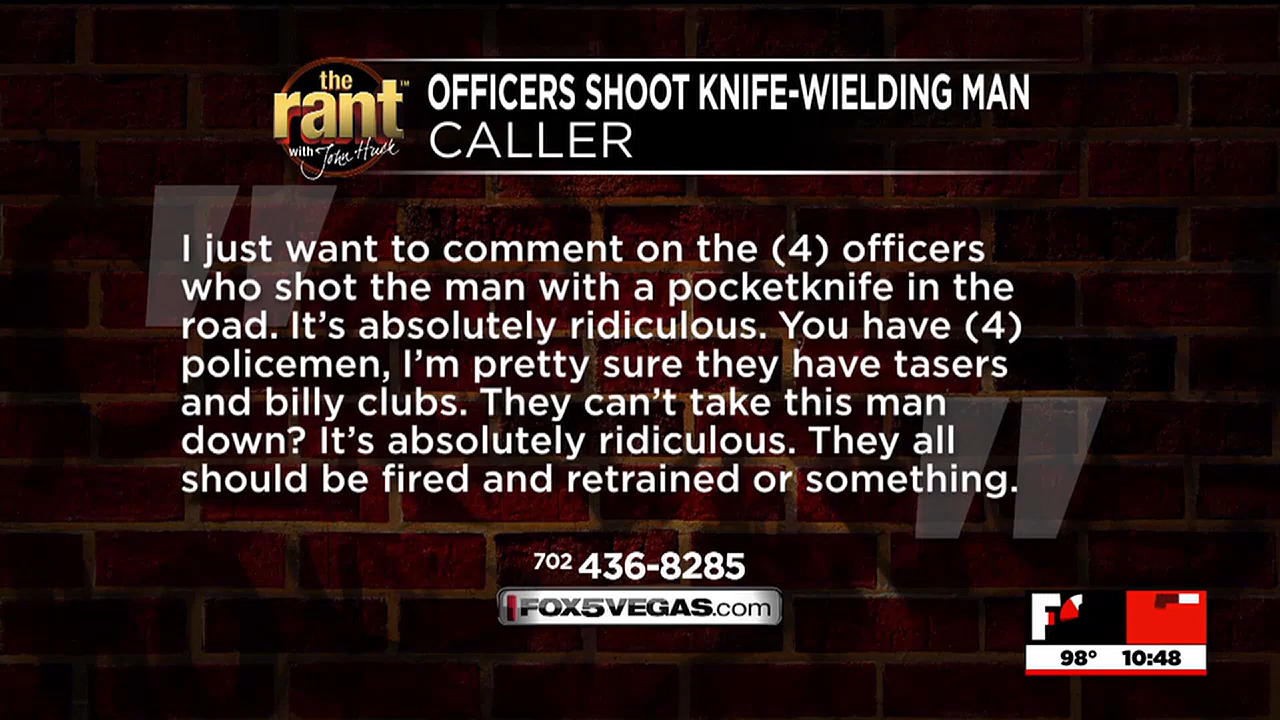 the
rant™
with John Huck
OFFICERS SHOOT KNIFE-WIELDING MAN
CALLER
I just want to comment on the (4) officers
who shot the man with a pocketknife in the
road. It's absolutely ridiculous. You have (4)
policemen, I'm pretty sure they have tasers
and billy clubs. They can't take this man
down? It's absolutely ridiculous. They all
should be fired and retrained or something.
702 436-8285
FOX5VEGAS.com
98° 10:48